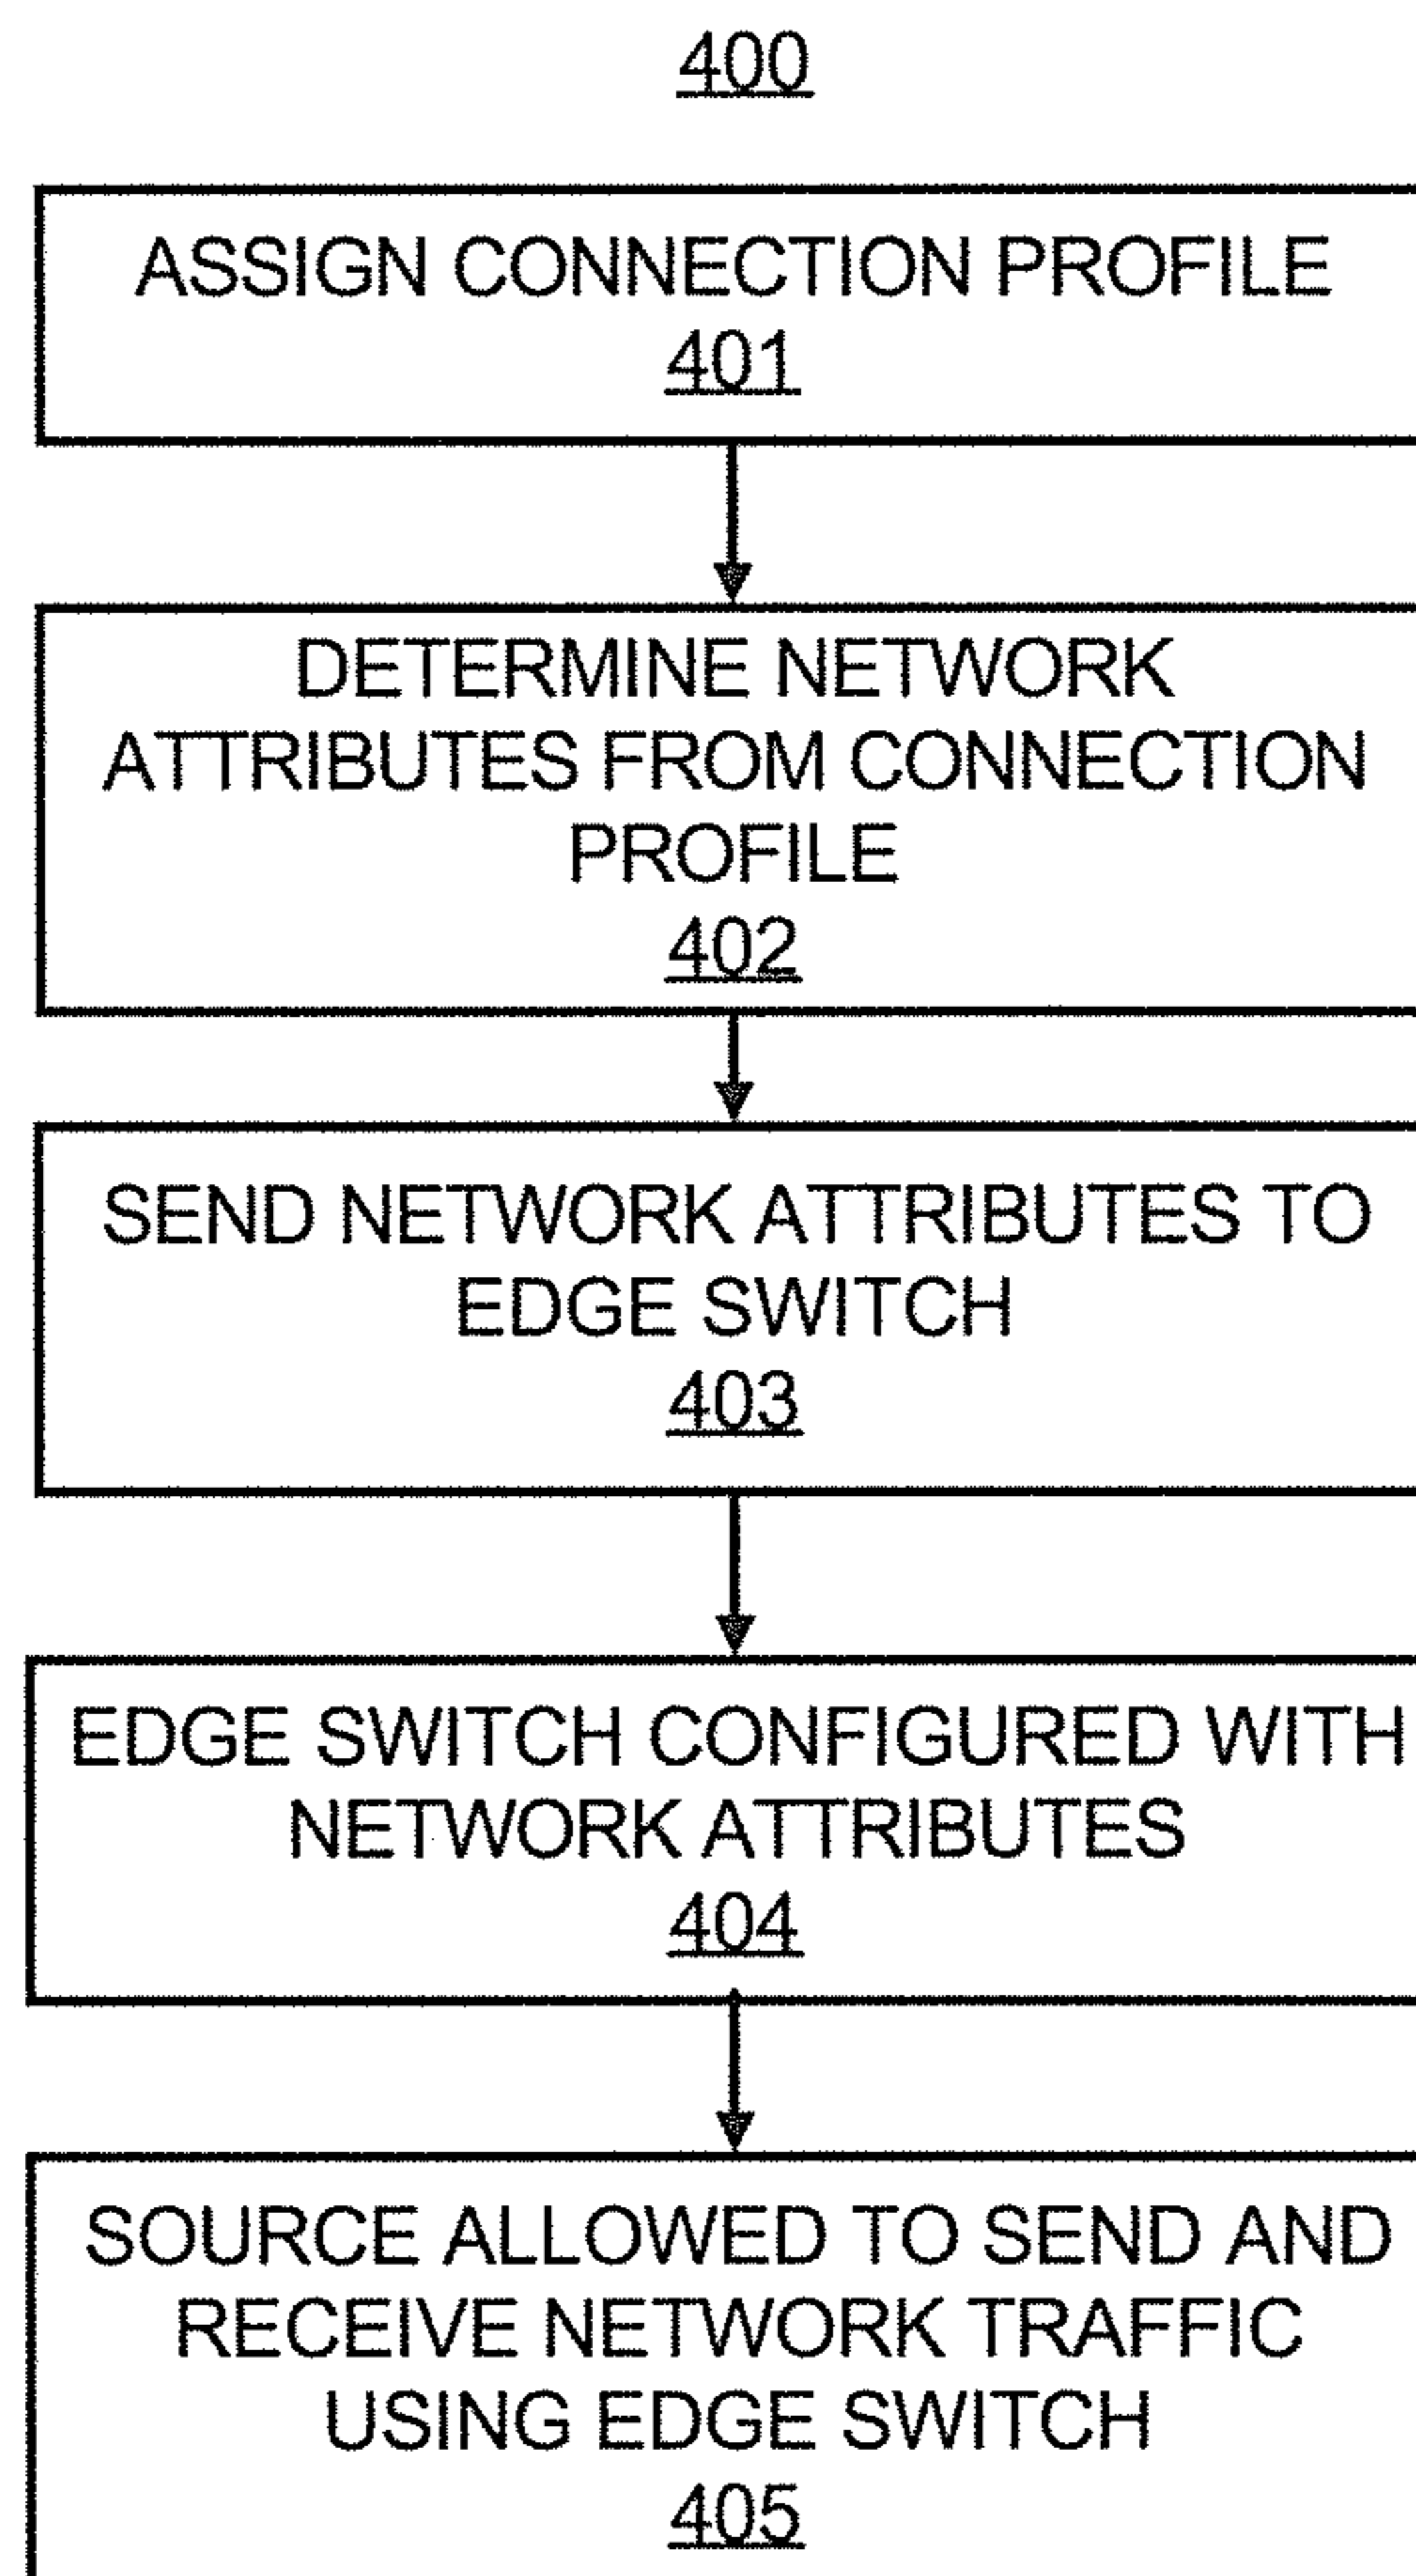 400
ASSIGN CONNECTION PROFILE
401
DETERMINE NETWORK
ATTRIBUTES FROM CONNECTION
PROFILE
402
SEND NETWORK ATTRIBUTES TO
EDGE SWITCH
403
EDGE SWITCH CONFIGURED WITH
NETWORK ATTRIBUTES
404
SOURCE ALLOWED TO SEND AND
RECEIVE NETWORK TRAFFIC
USING EDGE SWITCH
405